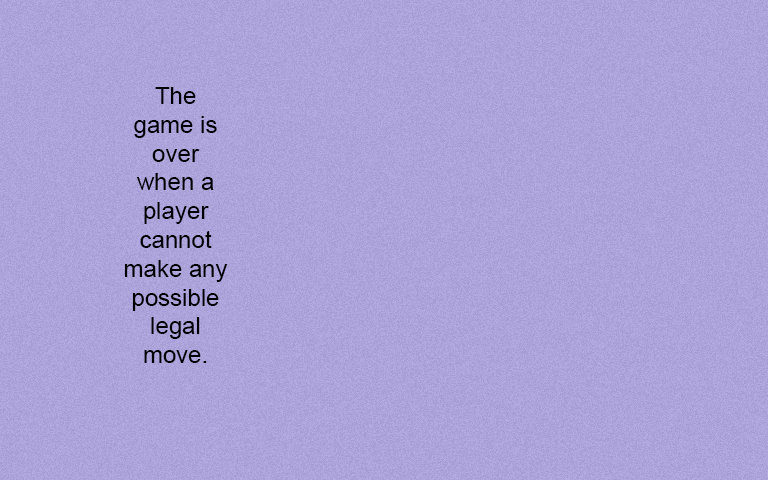 The
game is
over
when a
player
cannot
make any
possible
legal
move.